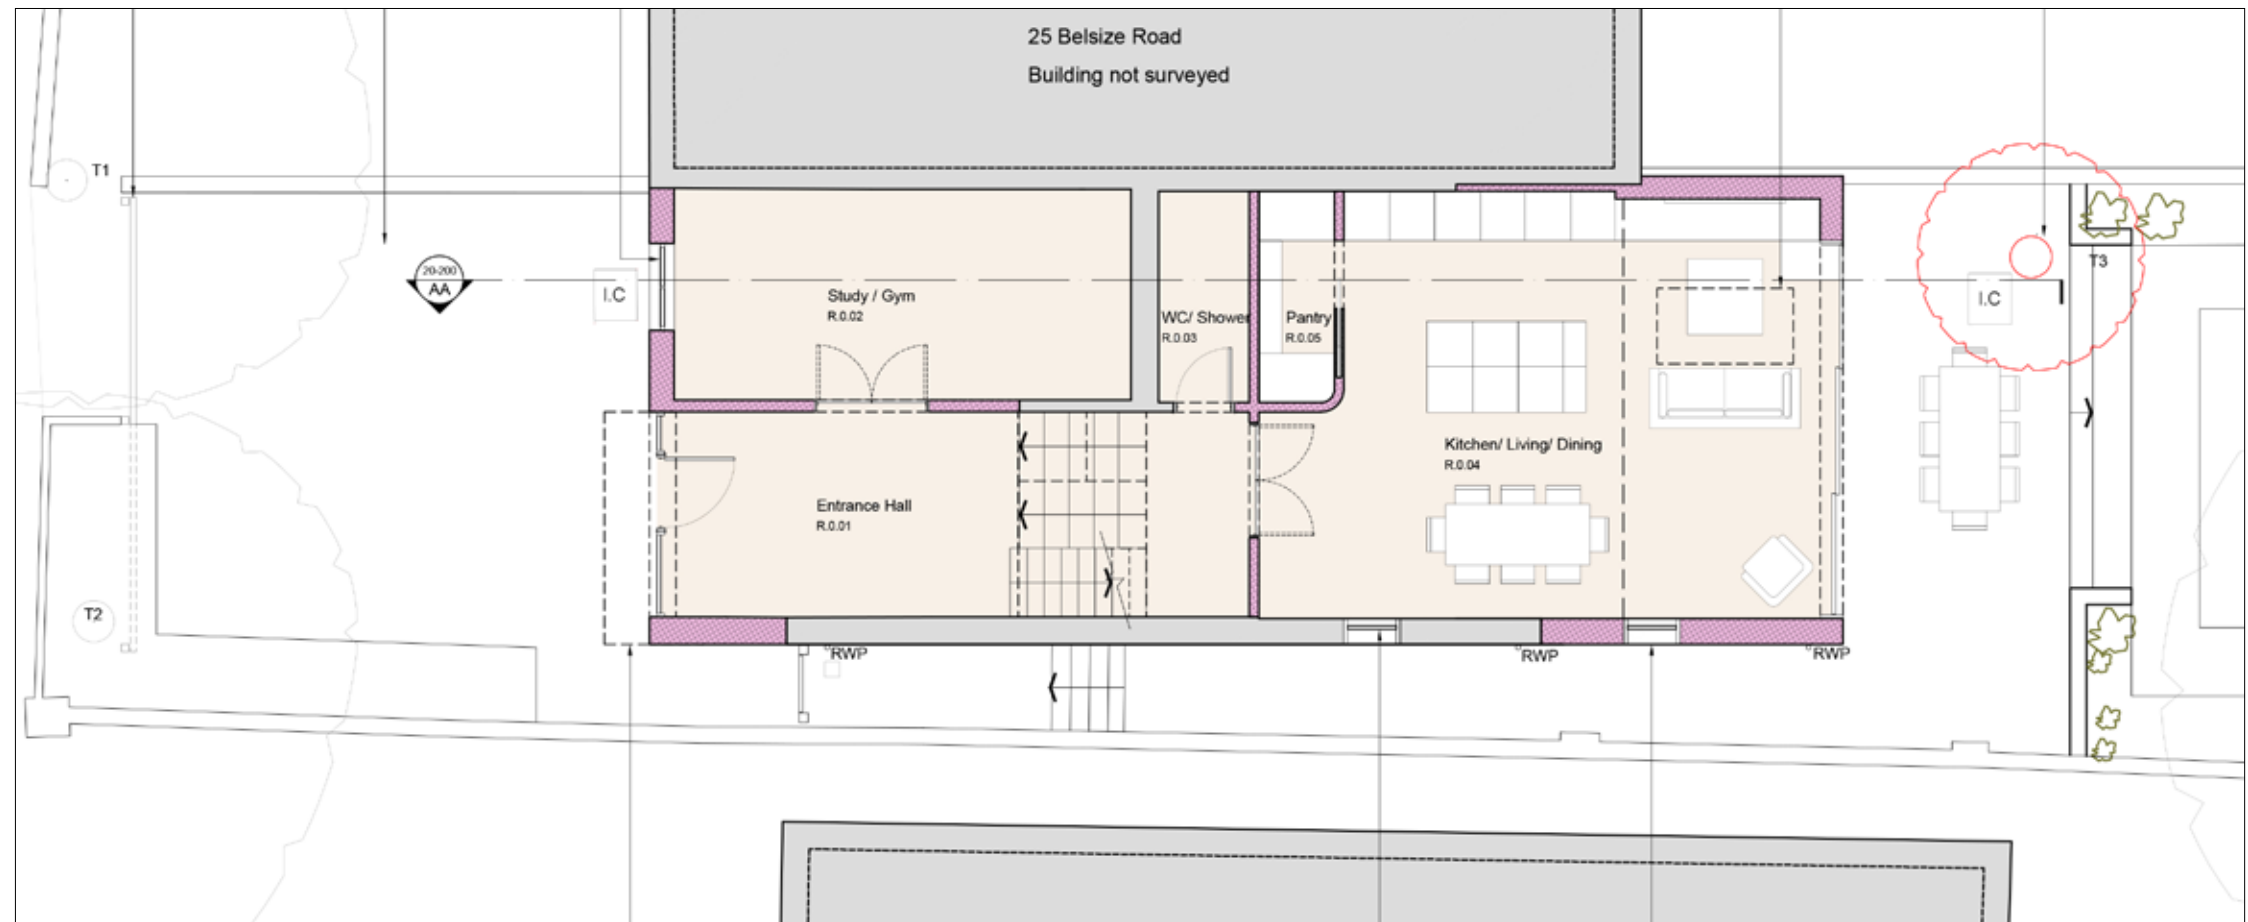 25 Belsize Road
Building not surveyed
T1
20-200
AA
I.C
Study / Gym
R.0.02
WC/ Shower
R.0.03
Pantry
R.0.05
T3
I.C
Kitchen/ Living/ Dining
R.0.04
Entrance Hall
R.0.01
T2
RWP
RWP
RWP